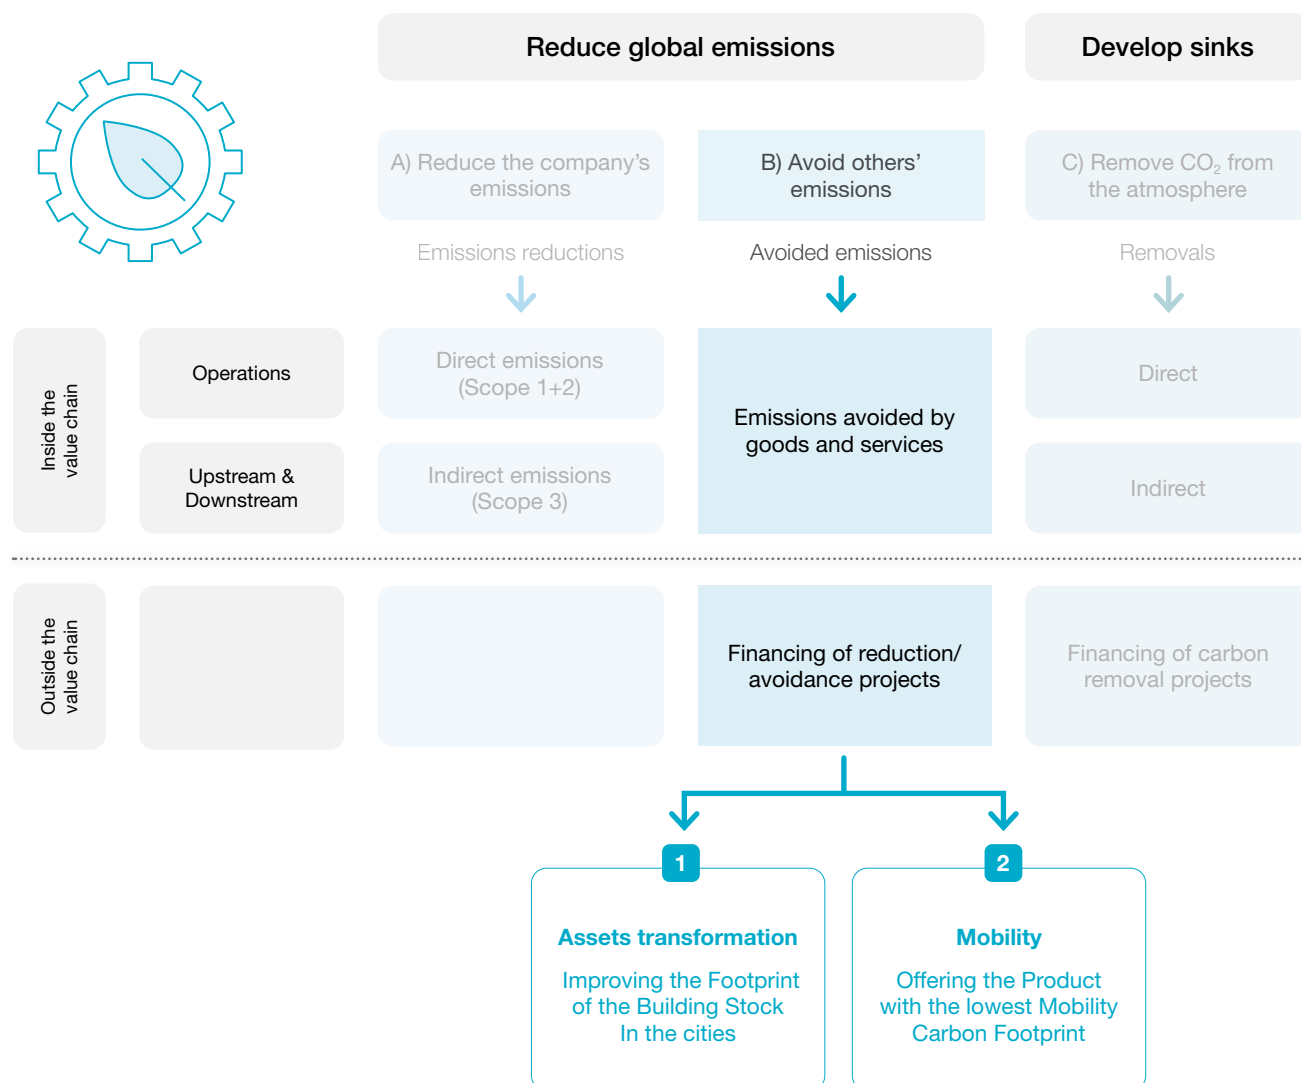 Reduce global emissions
Develop sinks
A) Reduce the company's
emissions
B) Avoid others'
emissions
C) Remove CO₂ from
the atmosphere
Emissions reductions
Avoided emissions
Removals
Inside the
value chain
Operations
Direct emissions
(Scope 1+2)
Emissions avoided by
goods and services
Direct
Upstream &
Downstream
Indirect emissions
(Scope 3)
Indirect
Outside the
value chain
Financing of reduction/
avoidance projects
Financing of carbon
removal projects
1
Assets transformation
Improving the Footprint
of the Building Stock
In the cities
2
Mobility
Offering the Product
with the lowest Mobility
Carbon Footprint